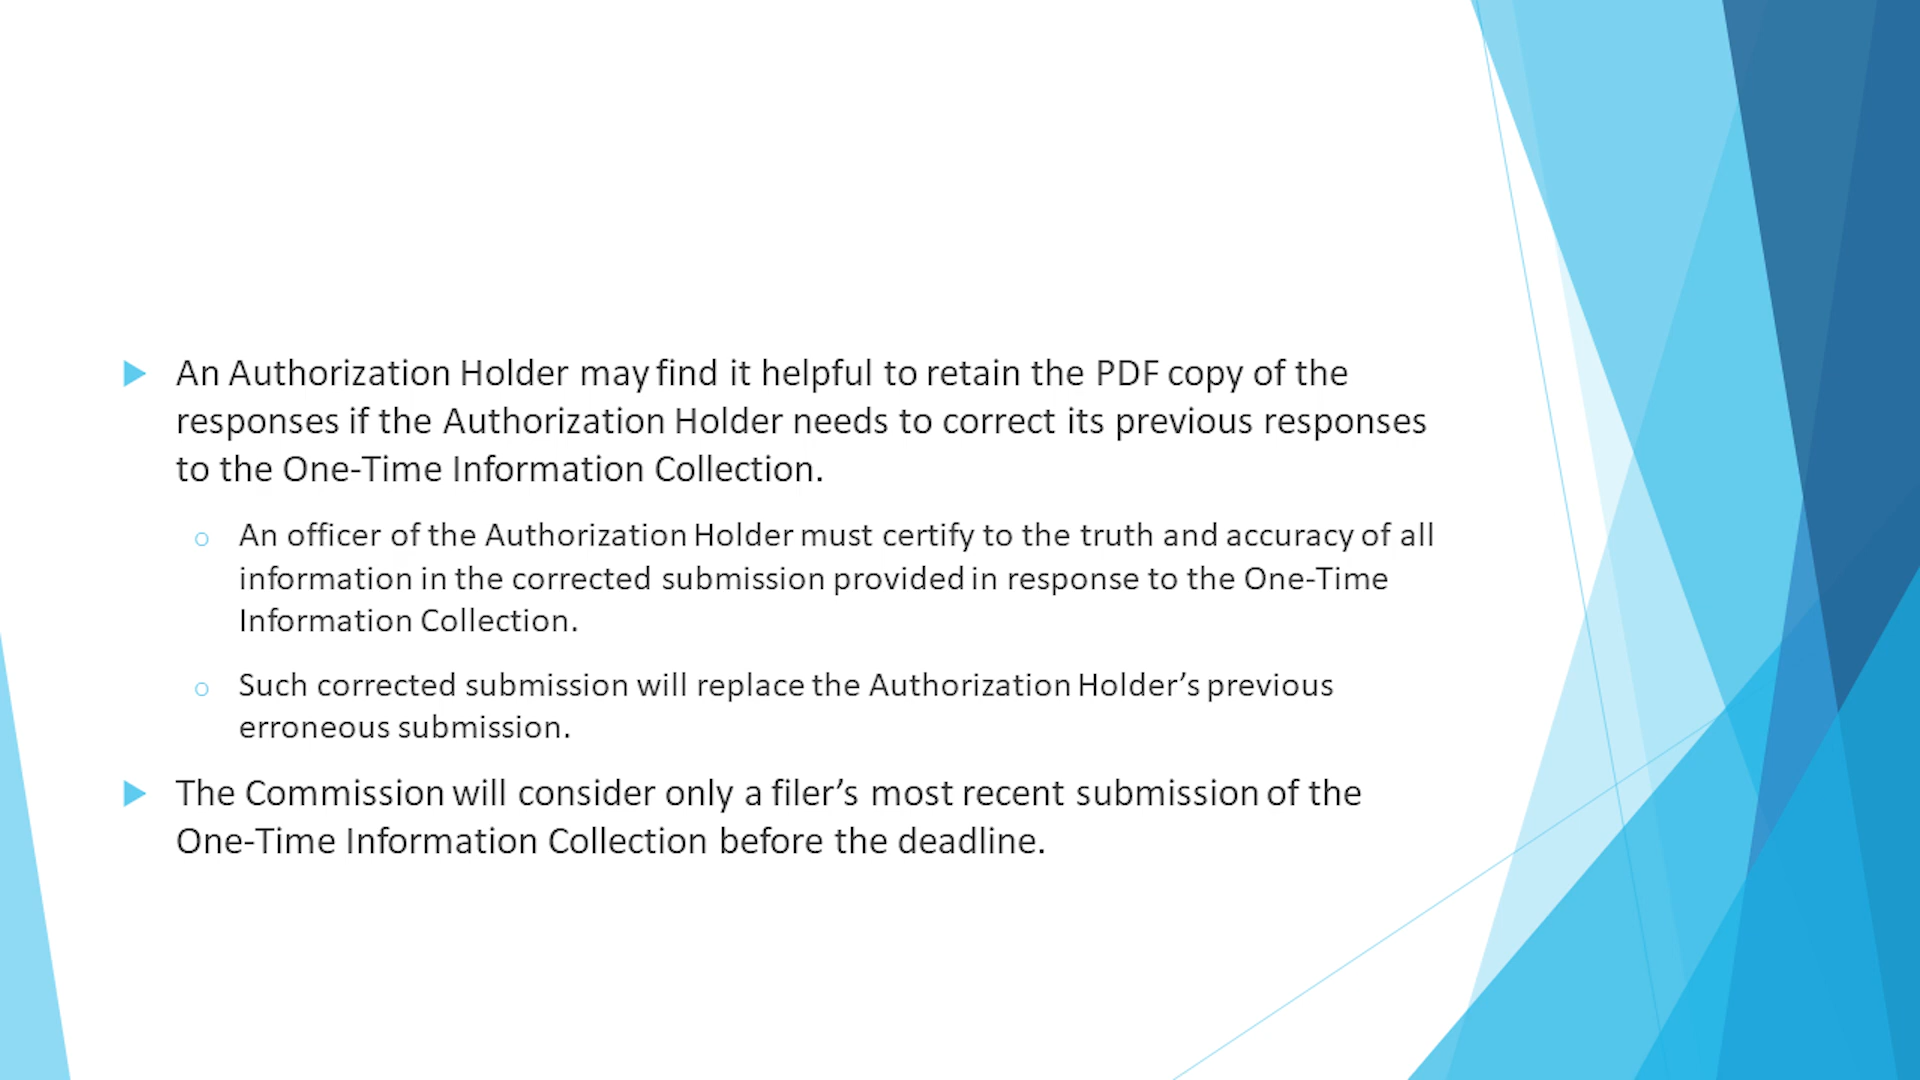 An Authorization Holder may find it helpful to retain the PDF copy of the
responses if the Authorization Holder needs to correct its previous responses
to the One-Time Information Collection.
o An officer of the Authorization Holder must certify to the truth and accuracy of all
information in the corrected submission provided in response to the One-Time
Information Collection.
o Such corrected submission will replace the Authorization Holder’s previous
erroneous submission.
The Commission will consider only a filer’s most recent submission of the
One-Time Information Collection before the deadline.